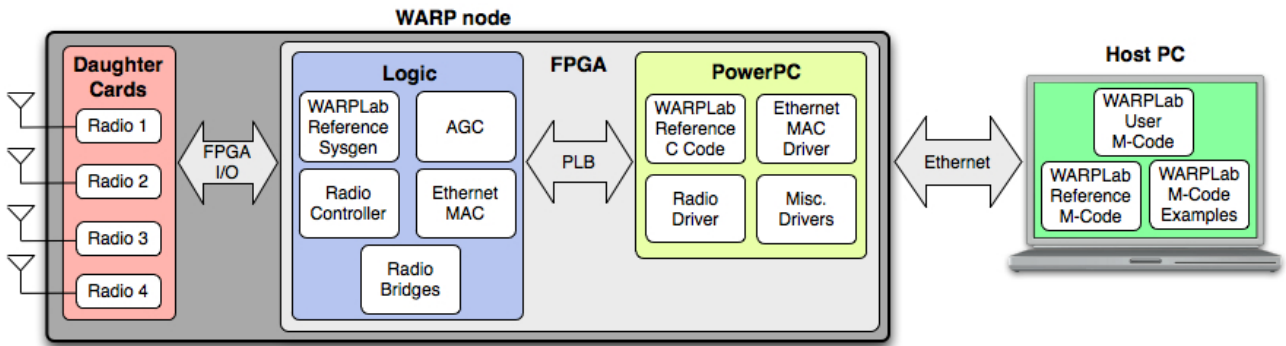 WARP node
Daughter
Cards
Radio 1
Radio 2
Radio 3
Radio 4
FPGA
I/O
FPGA
Logic
WARPLab
Reference
Sysgen
AGC
Radio
Controller
Ethernet
MAC
Radio
Bridges
PLB
PowerPC
WARPLab
Reference
C Code
Ethernet
MAC
Driver
Radio
Driver
Misc.
Drivers
Ethernet
Host PC
WARPLab
User
M-Code
WARPLab
Reference
M-Code
WARPLab
M-Code
Examples